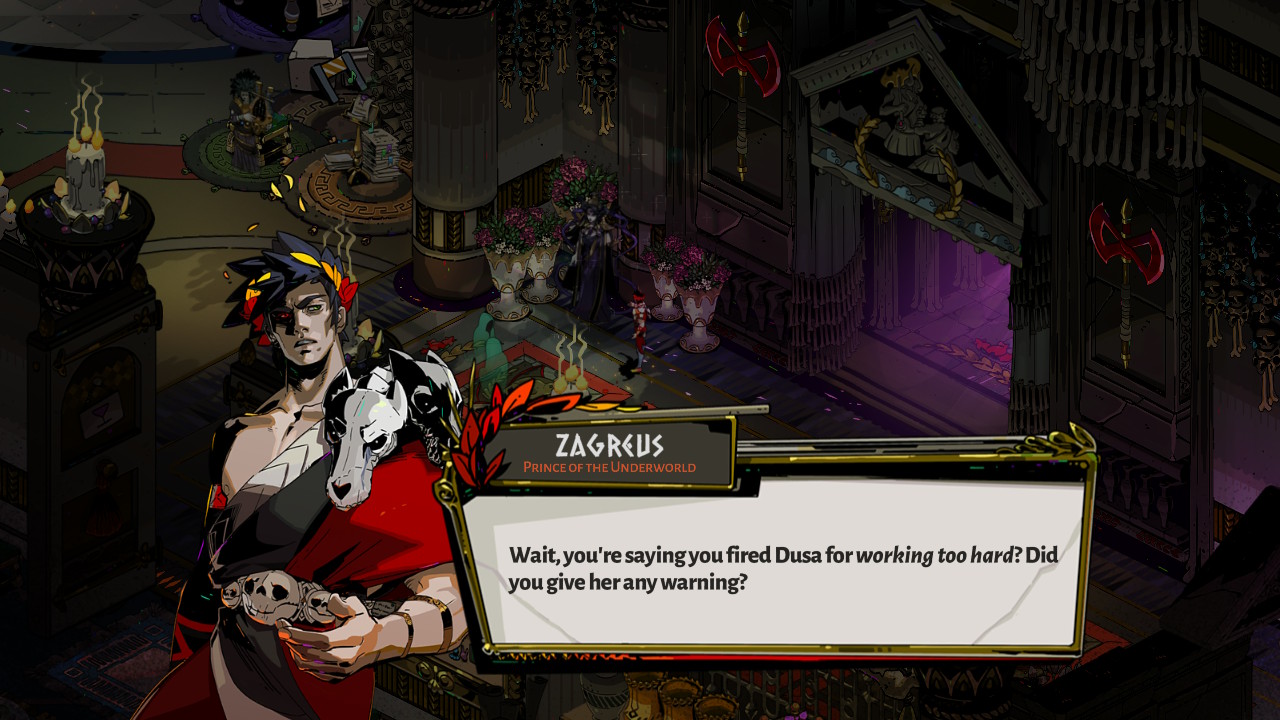 ZAGREUS
PRINCE OF THE UNDERWORLD
Wait, you're saying you fired Dusa for working too hard? Did
you give her any warning?